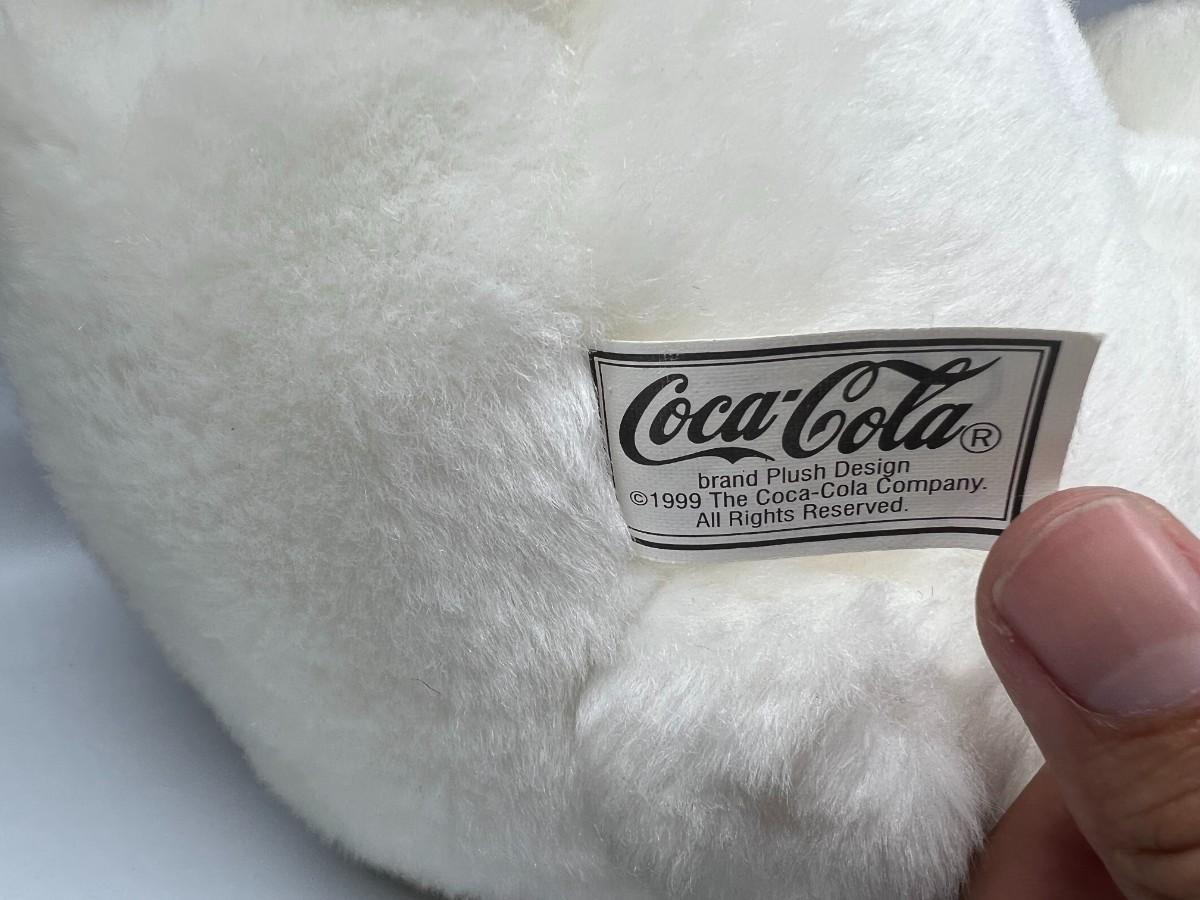 Coca-Cola®
brand Plush Design
©1999 The Coca-Cola Company.
All Rights Reserved.